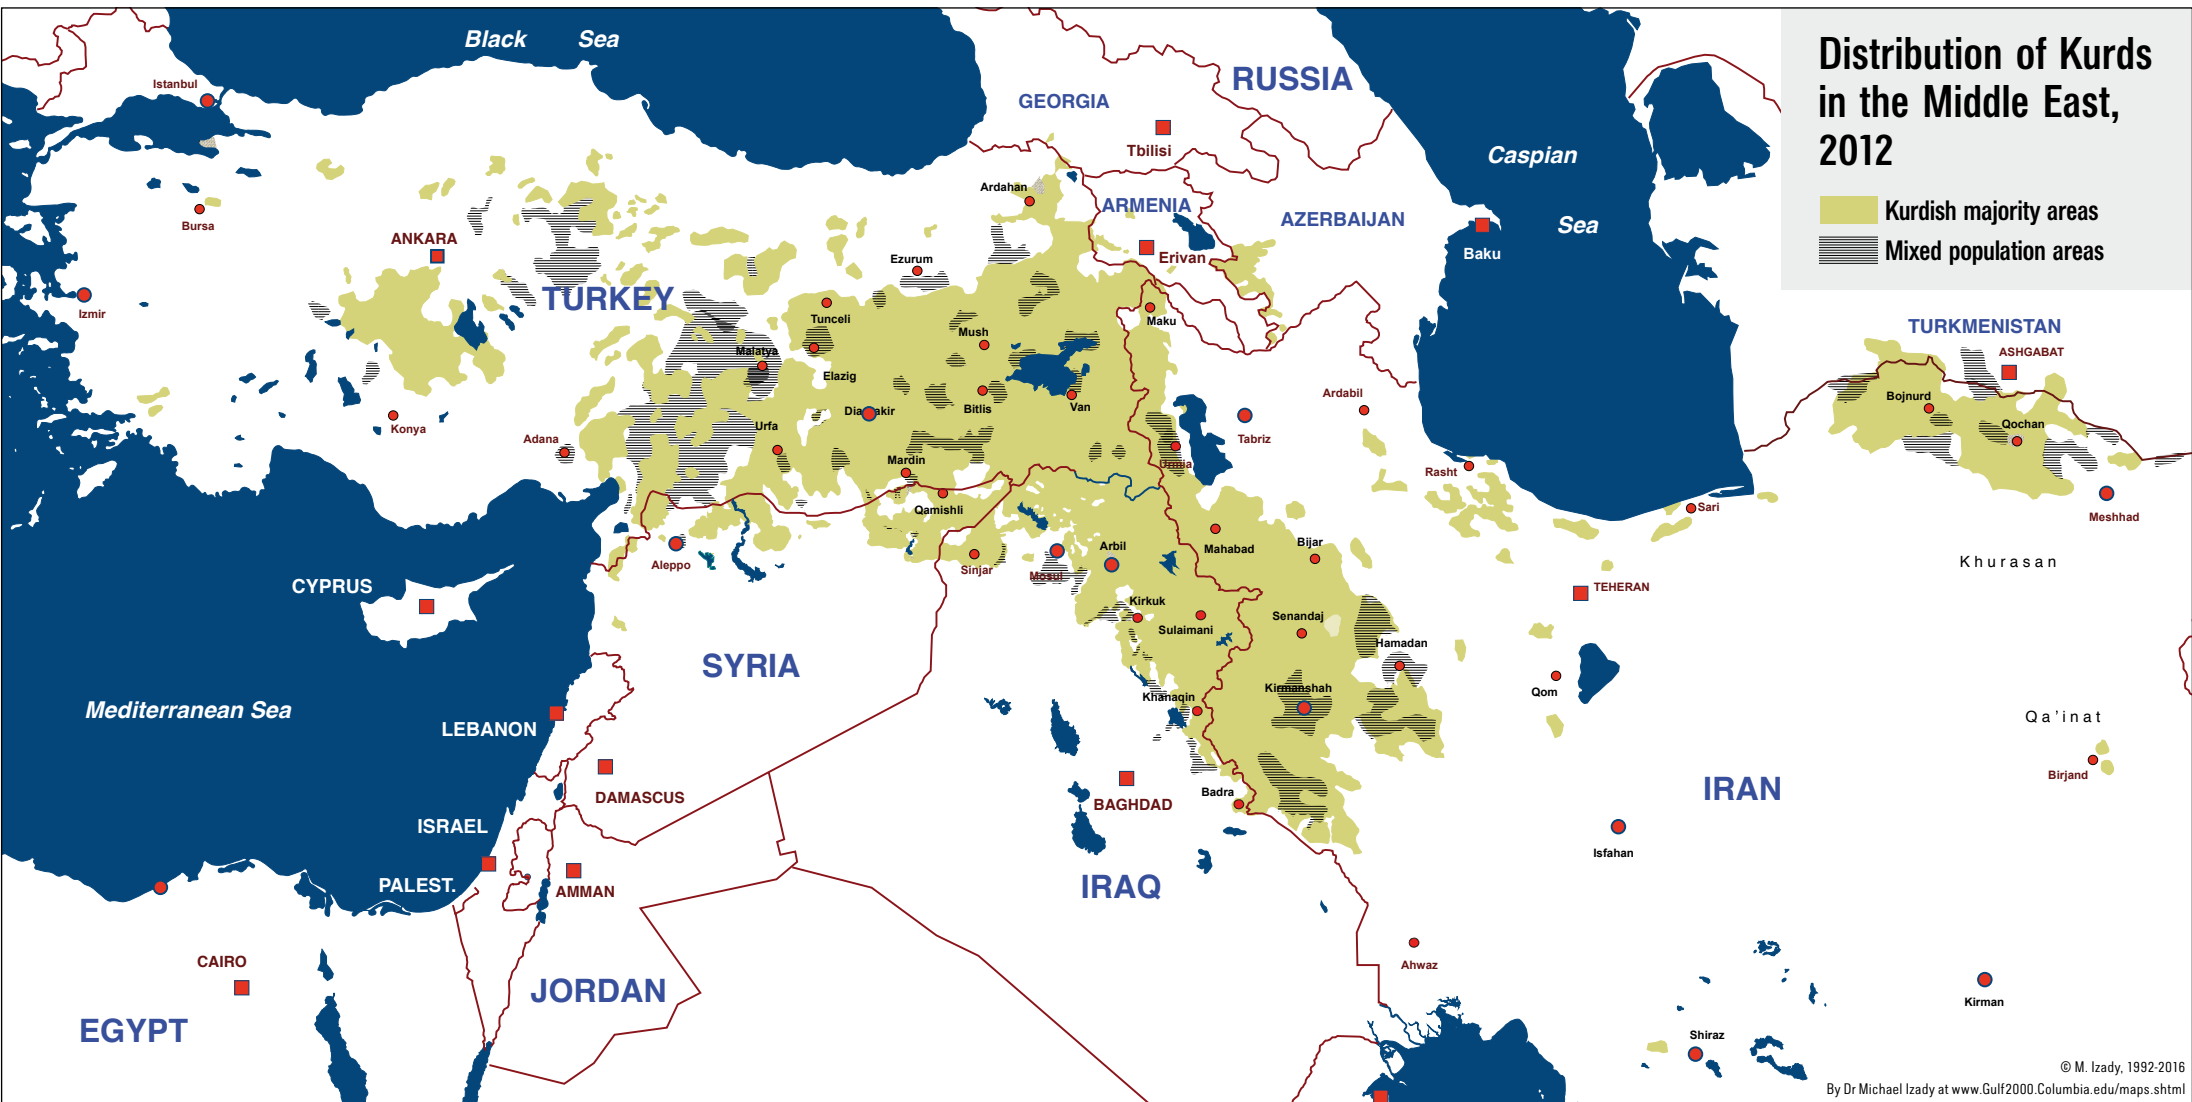 Distribution of Kurds
in the Middle East,
2012
Kurdish majority areas
Mixed population areas
Black Sea
RUSSIA
GEORGIA
Istanbul
Tbilisi
Caspian
Sea
Ardahan
ARMENIA
AZERBAIJAN
Bursa
ANKARA
Erivan
Baku
Ezurum
TURKEY
Izmir
Tunceli
Maku
Mush
TURKMENISTAN
ASHGABAT
Malatya
Elazig
Bojnurd
Ardabil
Bitlis
Van
Dia akir
Qochan
Konya
Urfa
Adana
Tabriz
Mardin
Urmia
Rasht
Qamishli
Sari
Meshhad
Arbil
Mahabad
Bijar
Aleppo
Sinjar
Mosul
Khurasan
CYPRUS
TEHERAN
Kirkuk
Sulaimani
Senandaj
Hamadan
SYRIA
Kirmanshah
Khanaqin
Qom
Mediterranean Sea
LEBANON
Qa'inat
Birjand
DAMASCUS
BAGHDAD
Badra
IRAN
ISRAEL
Isfahan
PALEST.
AMMAN
IRAQ
CAIRO
Ahwaz
JORDAN
Kirman
EGYPT
Shiraz
© M. Izady, 1992-2016
By Dr Michael Izady at www.Gulf2000.Columbia.edu/maps.shtml